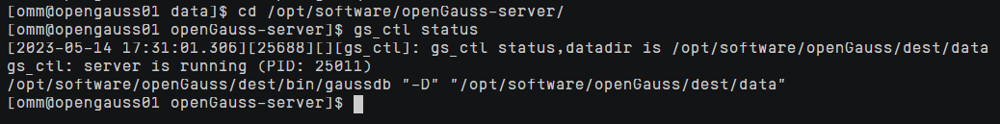 [omm@opengauss01 data]$ cd /opt/software/openGauss-server/
[omm@opengauss01 openGauss-server]$ gs_ctl status
[2023-05-14 17:31:01.306][25688][][gs_ctl]: gs_ctl status,datadir is /opt/software/openGauss/dest/data
gs_ctl: server is running (PID: 25011)
/opt/software/openGauss/dest/bin/gaussdb "-D" "/opt/software/openGauss/dest/data"
[omm@opengauss01 openGauss-server]$